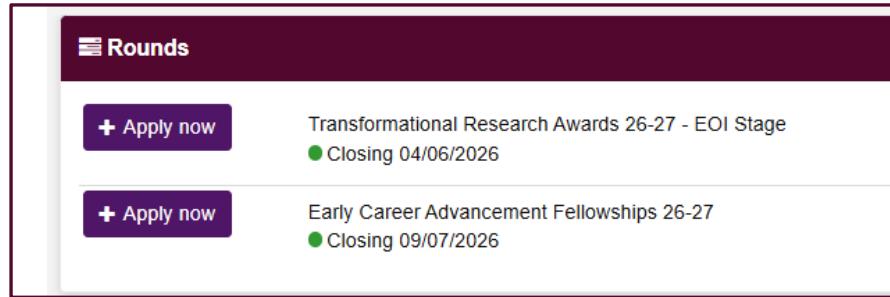 Rounds
Apply now
Transformational Research Awards 26-27 - EOI Stage
Closing 04/06/2026
Apply now
Early Career Advancement Fellowships 26-27
Closing 09/07/2026